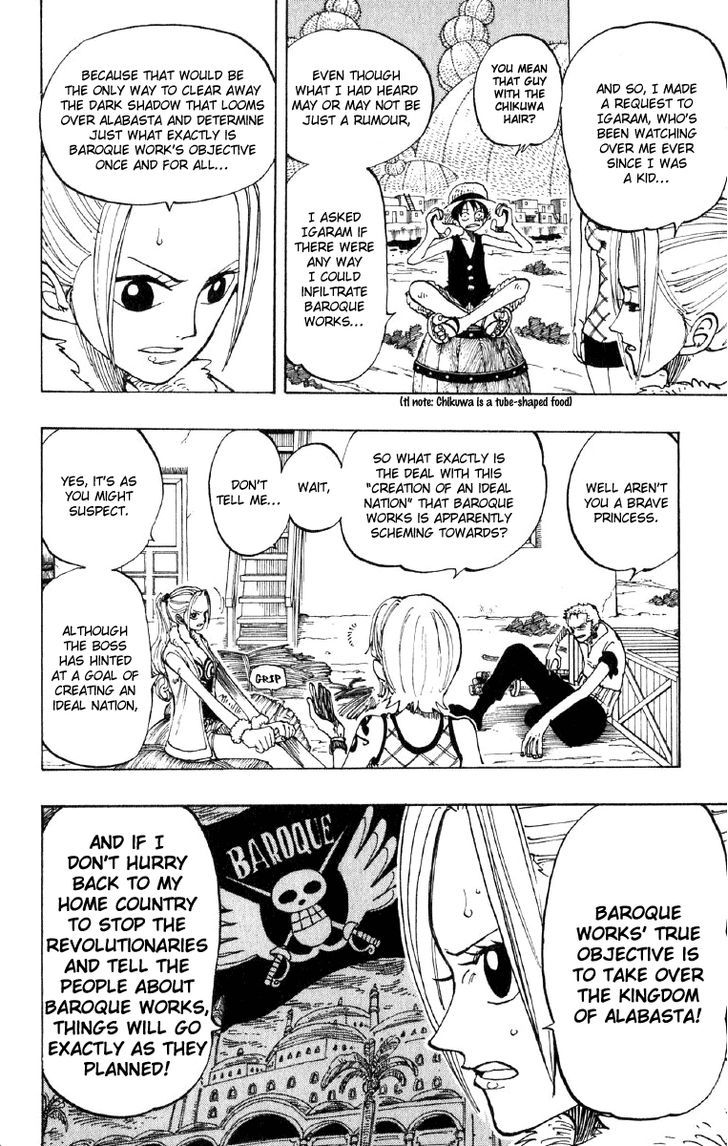 AND SO, I MADE
A REQUEST TO
IGARAM, WHO'S
BEEN WATCHING
OVER ME EVER
SINCE I WAS
A KID...
YOU MEAN
THAT GUY
WITH THE
CHIKUWA
HAIR?
EVEN THOUGH
WHAT I HAD HEARD
MAY OR MAY NOT BE
JUST A RUMOUR,
I ASKED
IGARAM IF
THERE WERE
ANY WAY
I COULD
INFILTRATE
BAROQUE
WORKS...
(tl note: Chikuwa is a tube-shaped food)
BECAUSE THAT WOULD BE
THE ONLY WAY TO CLEAR AWAY
THE DARK SHADOW THAT LOOMS
OVER ALABASTA AND DETERMINE
JUST WHAT EXACTLY IS
BAROQUE WORK'S OBJECTIVE
ONCE AND FOR ALL...
WELL AREN'T
YOU A BRAVE
PRINCESS.
SO WHAT EXACTLY IS
THE DEAL WITH THIS
"CREATION OF AN IDEAL
NATION" THAT BAROQUE
WORKS IS APPARENTLY
SCHEMING TOWARDS?
WAIT,
DON'T
TELL ME...
GRIP
YES, IT'S AS
YOU MIGHT
SUSPECT.
ALTHOUGH
THE BOSS
HAS HINTED
AT A GOAL OF
CREATING AN
IDEAL NATION,
BAROQUE
WORKS' TRUE
OBJECTIVE IS
TO TAKE OVER
THE KINGDOM
OF ALABASTA!
BAROQUE
AND IF I
DON'T HURRY
BACK TO MY
HOME COUNTRY
TO STOP THE
REVOLUTIONARIES
AND TELL THE
PEOPLE ABOUT
BAROQUE WORKS,
THINGS WILL GO
EXACTLY AS THEY
PLANNED!